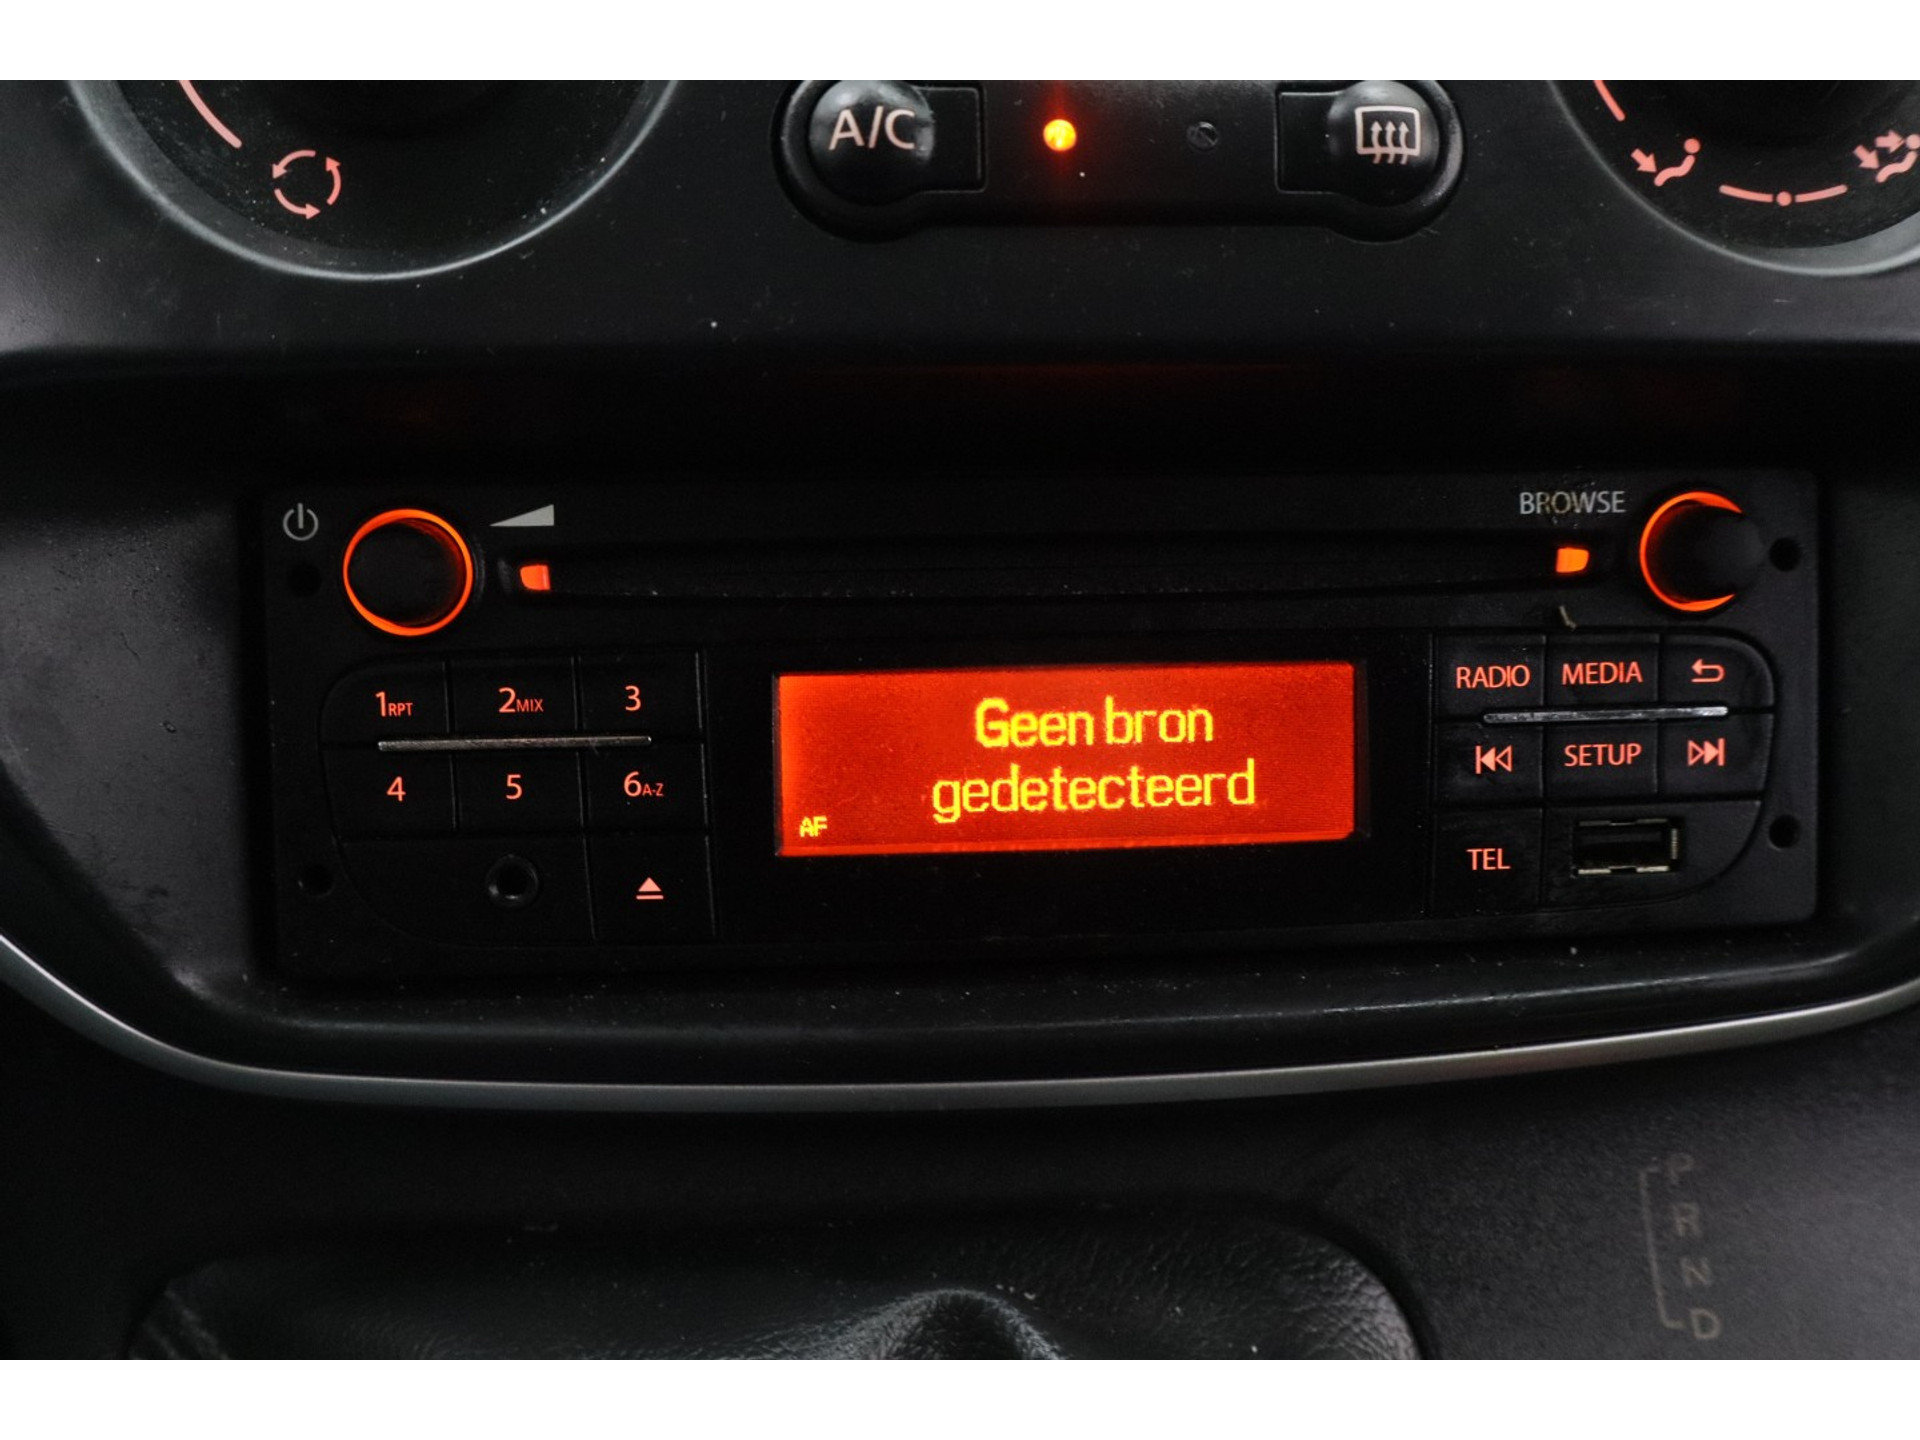 A/C
BROWSE
1RPT
2MIX
3
4
5
6A-Z
Geen bron
gedetecteerd
AF
RADIO
MEDIA
SETUP
TEL
P
R
N
D